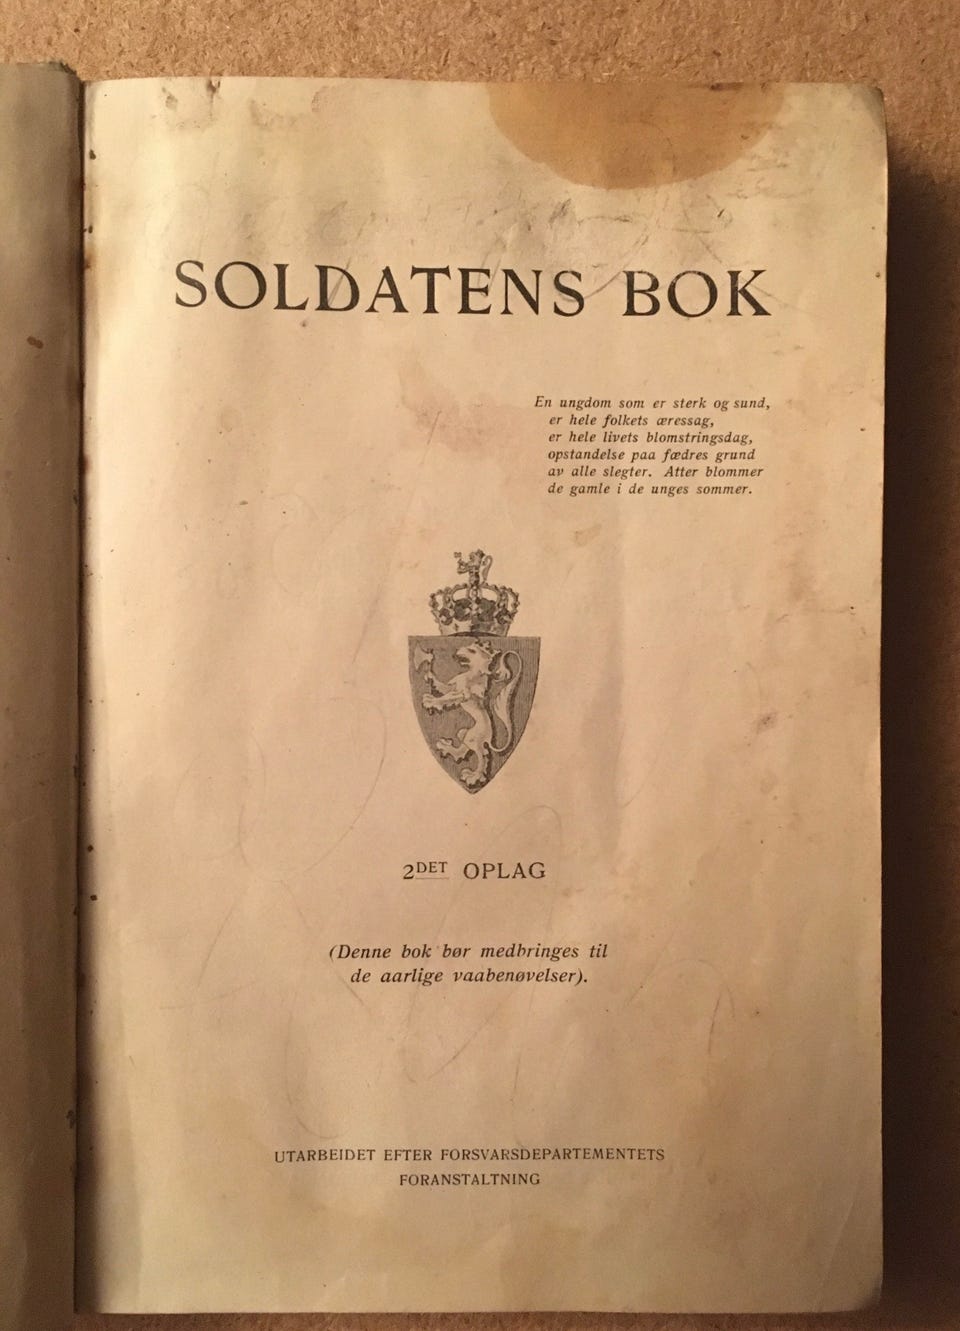 SOLDATENS BOK
En ungdom som er sterk og sund,
er hele folkets æressag,
er hele livets blomstringsdag,
opstandelse paa fædres grund
av alle slegter. Atter blommer
de gamle i de unges sommer.
2DET OPLAG
(Denne bok bør medbringes til
de aarlige vaabenøvelser).
UTARBEIDET EFTER FORSVARSDEPARTEMENTETS
FORANSTALTNING